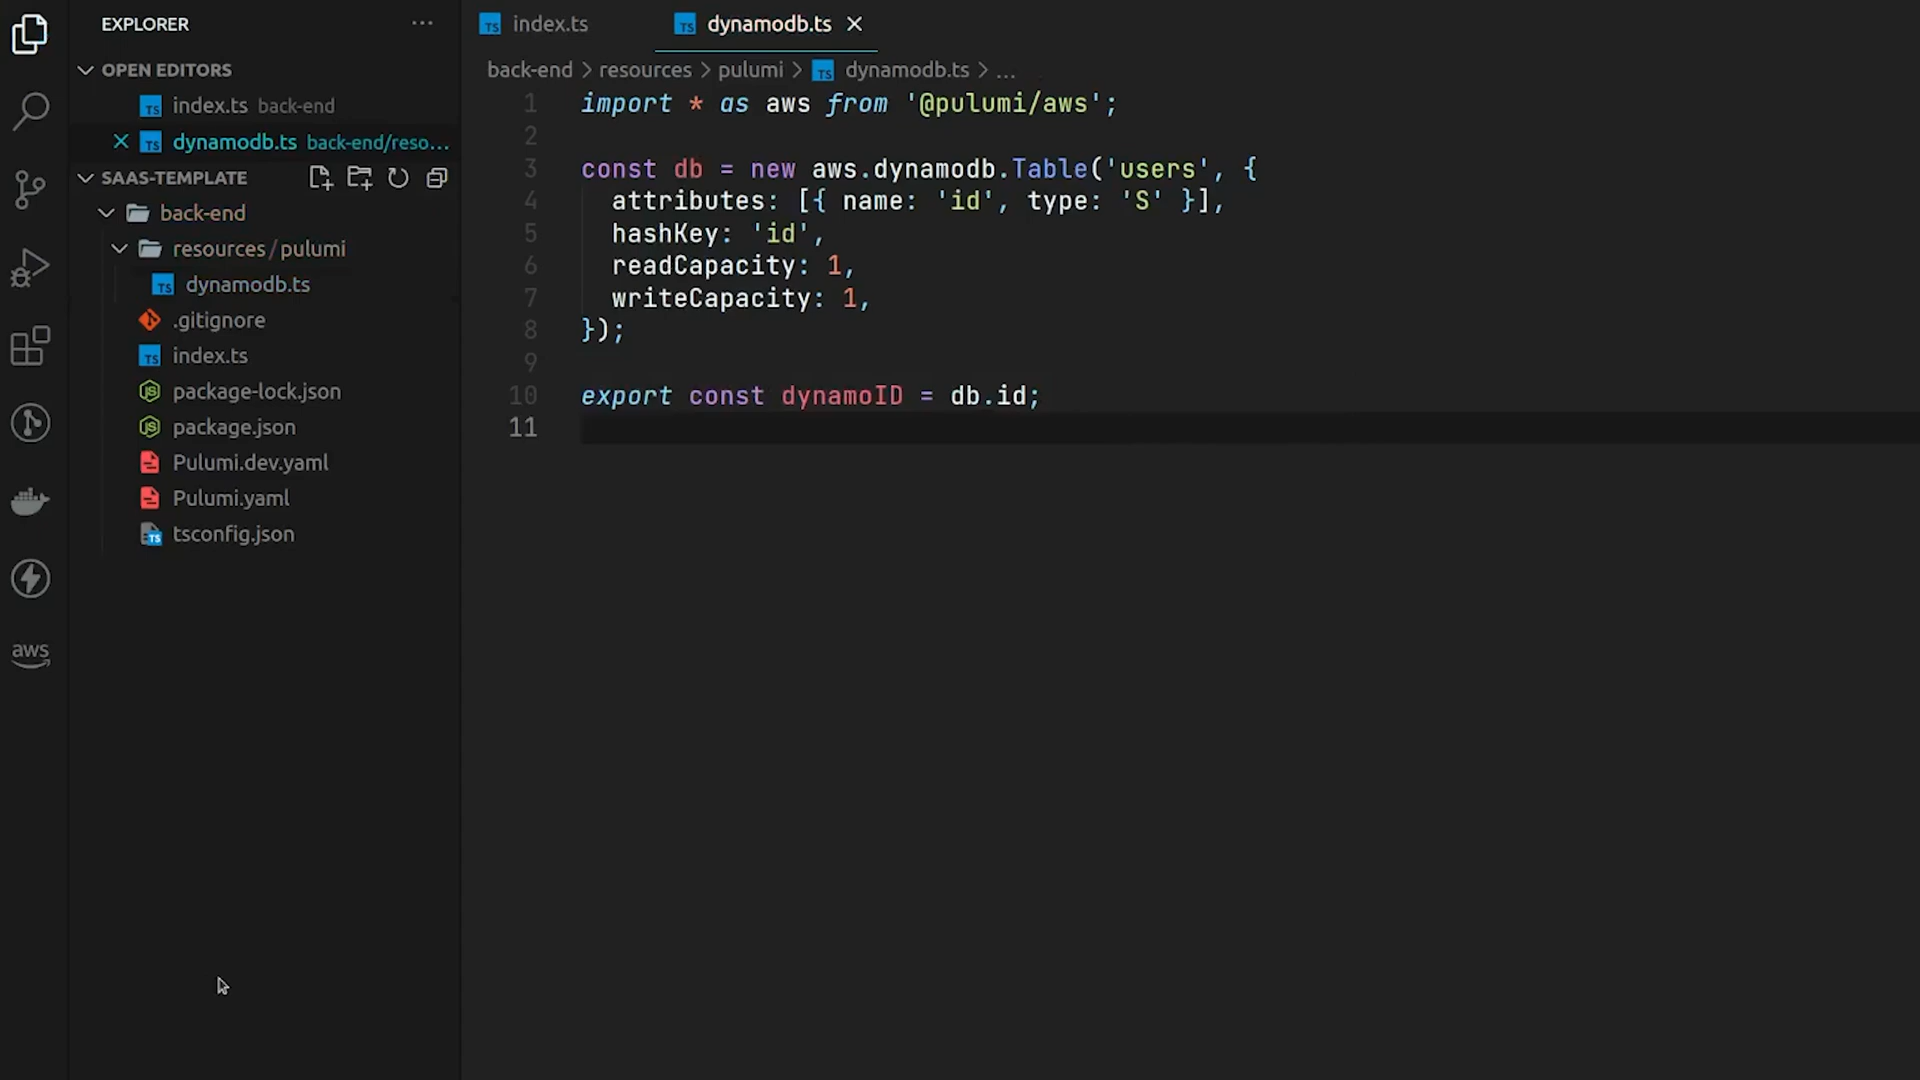 EXPLORER
OPEN EDITORS
index.ts back-end
dynamodb.ts back-end/reso...
SAAS-TEMPLATE
back-end
resources/pulumi
dynamodb.ts
.gitignore
index.ts
package-lock.json
package.json
Pulumi.dev.yaml
Pulumi.yaml
tsconfig.json
aws
index.ts
dynamodb.ts
back-end > resources > pulumi > TS dynamodb.ts > ...
1 import * as aws from '@pulumi/aws';
2
3 const db = new aws.dynamodb.Table('users', {
4 attributes: [{ name: 'id', type: 'S' }],
5 hashKey: 'id',
6 readCapacity: 1,
7 writeCapacity: 1,
8 });
9
10 export const dynamoID = db.id;
11